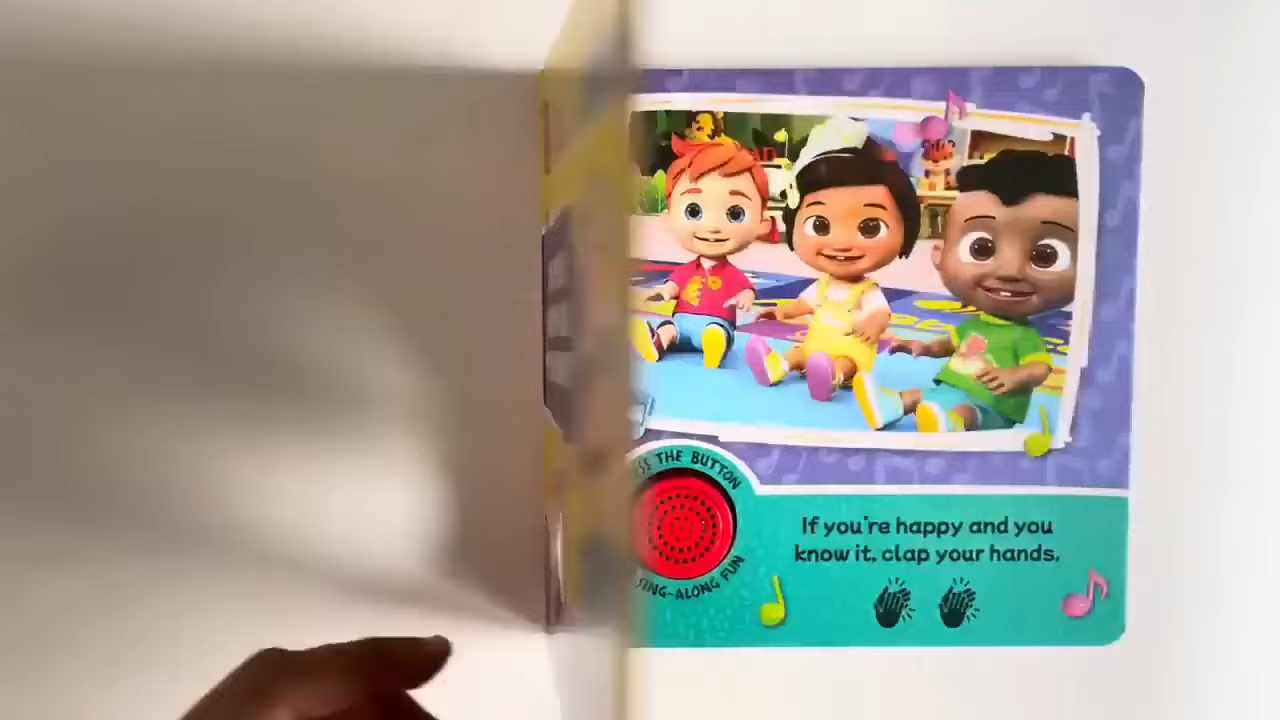 THE BUTTON
SING-ALONG FUN
If you're happy and you
know it, clap your hands.